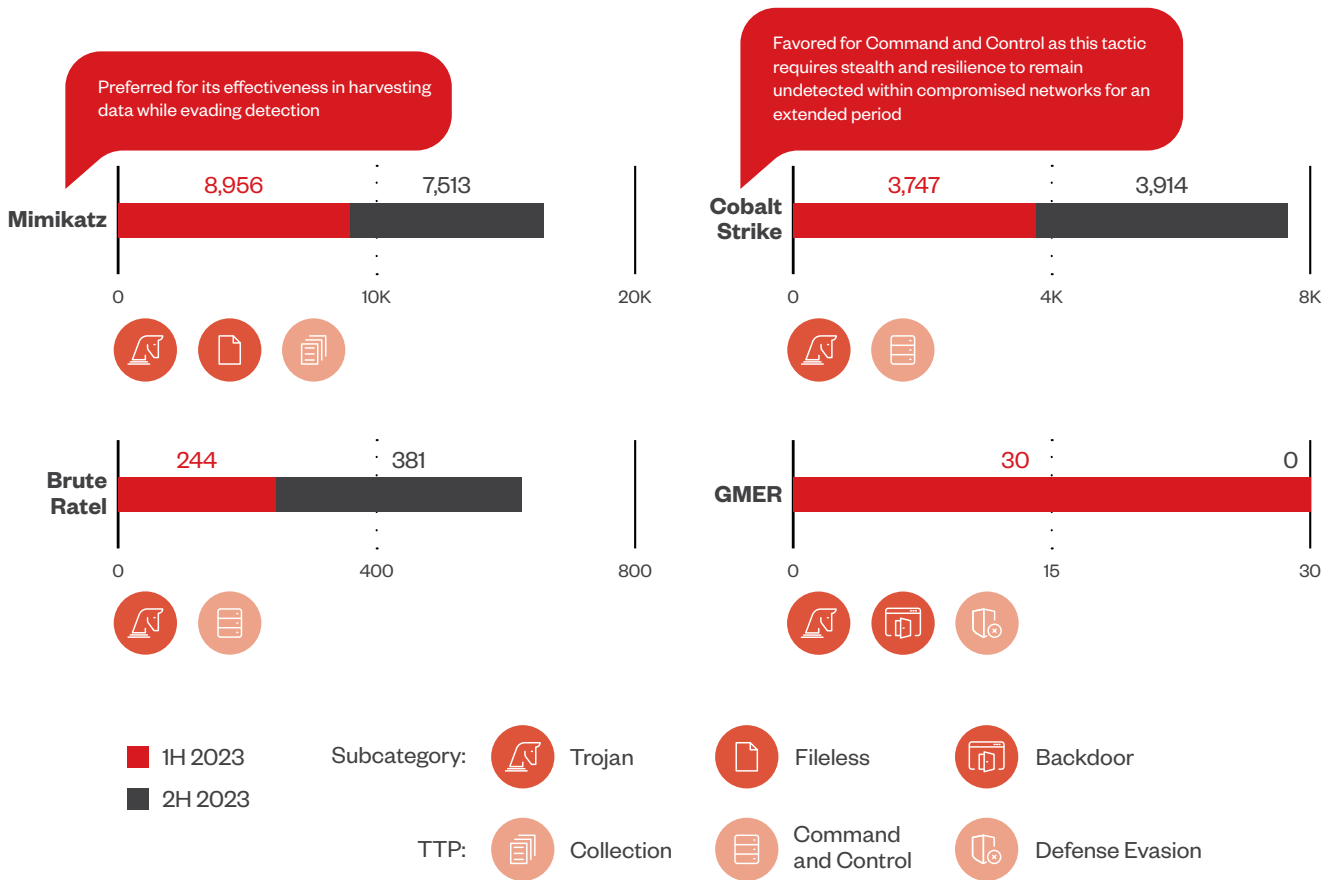 Preferred for its effectiveness in harvesting
data while evading detection
8,956
7,513
Mimikatz
0
10K
20K
Favored for Command and Control as this tactic
requires stealth and resilience to remain
undetected within compromised networks for an
extended period
3,747
3,914
Cobalt
Strike
0
4K
8K
244
381
Brute
Ratel
0
400
800
30
0
GMER
0
15
30
1H 2023
2H 2023
Subcategory:
Trojan
Fileless
Backdoor
TTP:
Collection
Command
and Control
Defense Evasion